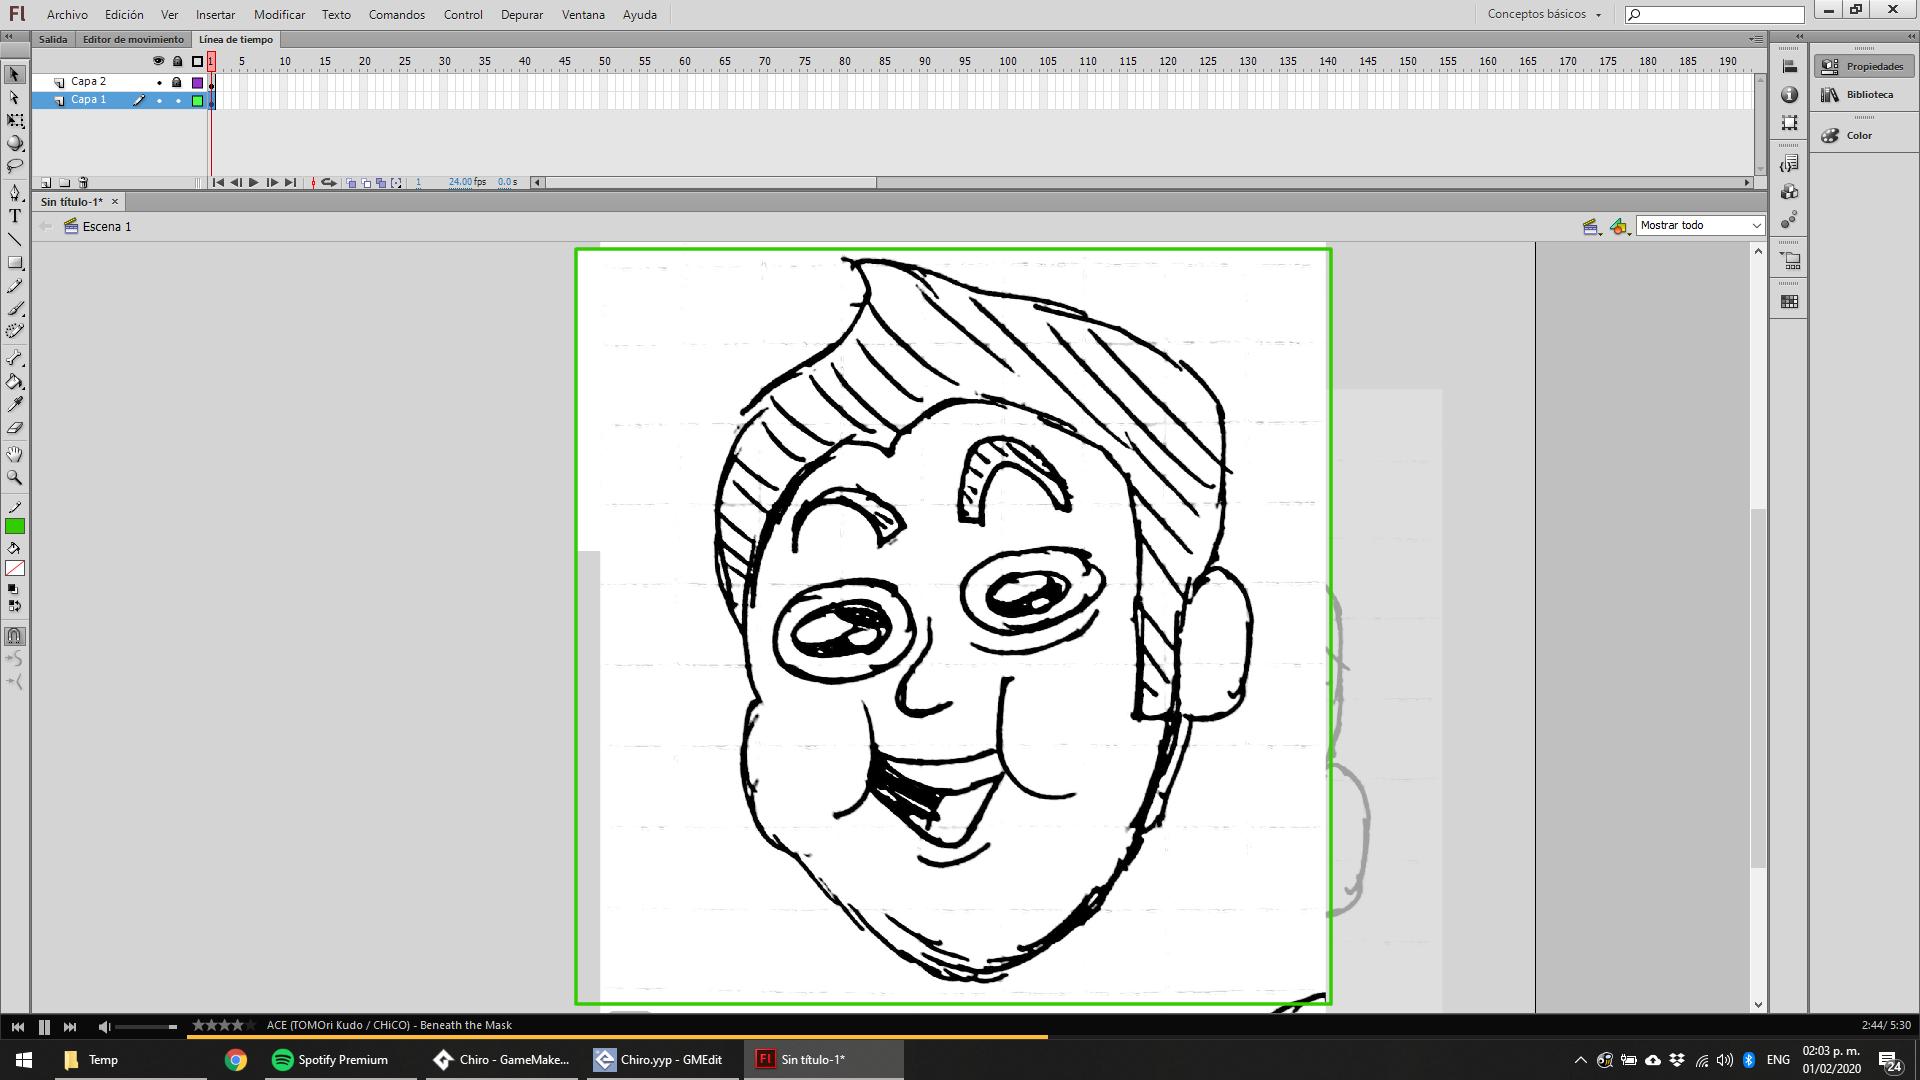 Fl Archivo Edición Ver Insertar Modificar Texto Comandos Control Depurar Ventana Ayuda Conceptos básicos
Salida Editor de movimiento Línea de tiempo
1 5 10 15 20 25 30 35 40 45 50 55 60 65 70 75 80 85 90 95 100 105 110 115 120 125 130 135 140 145 150 155 160 165 170 175 180 185 190
Propiedades
Capa 2
Biblioteca
Capa 1
Color
1 24.00 fps 0.0 s
Sin título-1*
Escena 1
Mostrar todo
T
ACE (TOMOri Kudo / CHiCO) - Beneath the Mask
2:44/ 5:30
Temp
Spotify Premium
Chiro - GameMake...
Chiro.yyp - GMEdit
Fl Sin título-1*
ENG
02:03 p. m.
01/02/2020
24